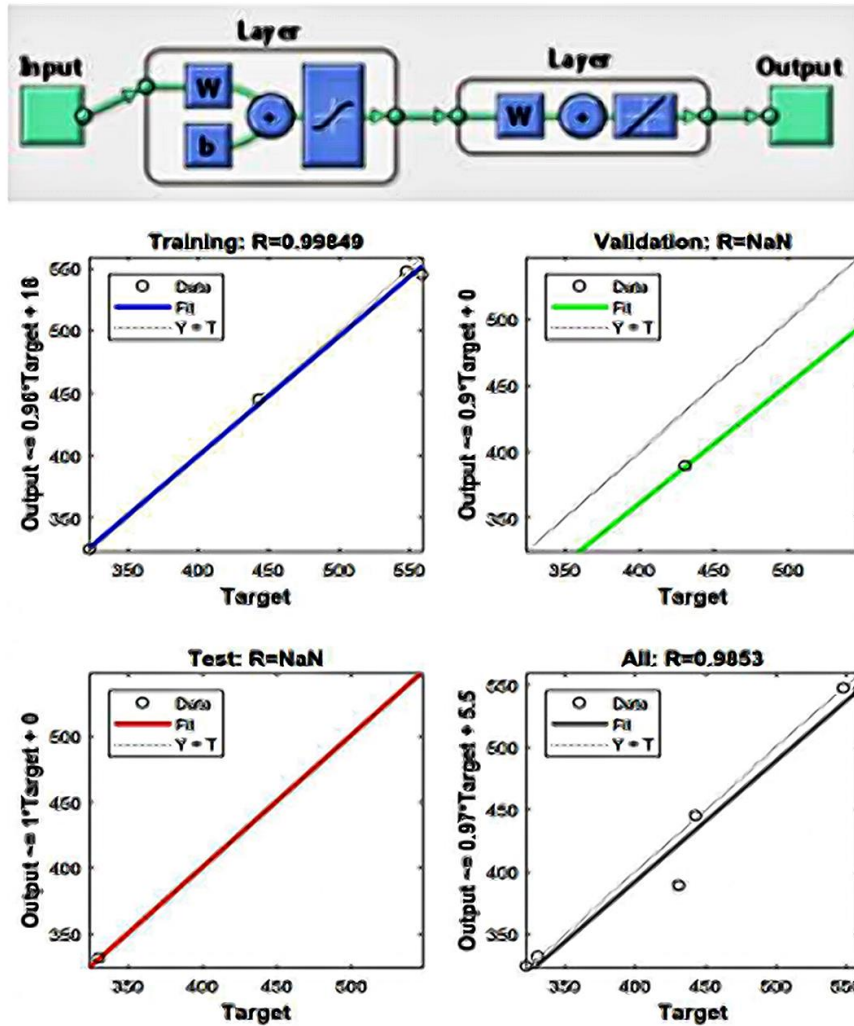 Layer
Layer
Input
Output
W
b
+
W
+
Training: R=0.99849
Output ~= 0.96*Target + 18
550
500
450
400
350
Data
Fit
Y = T
350 400 450 500 550
Target
Validation: R=NaN
Output ~= 0.9*Target + 0
500
450
400
350
Data
Fit
Y = T
400 450 500
Target
Test: R=NaN
Output ~= 1*Target + 0
500
450
400
350
Data
Fit
Y = T
350 400 450 500
Target
All: R=0.9853
Output ~= 0.97*Target + 5.5
550
500
450
400
350
Data
Fit
Y = T
350 400 450 500 550
Target